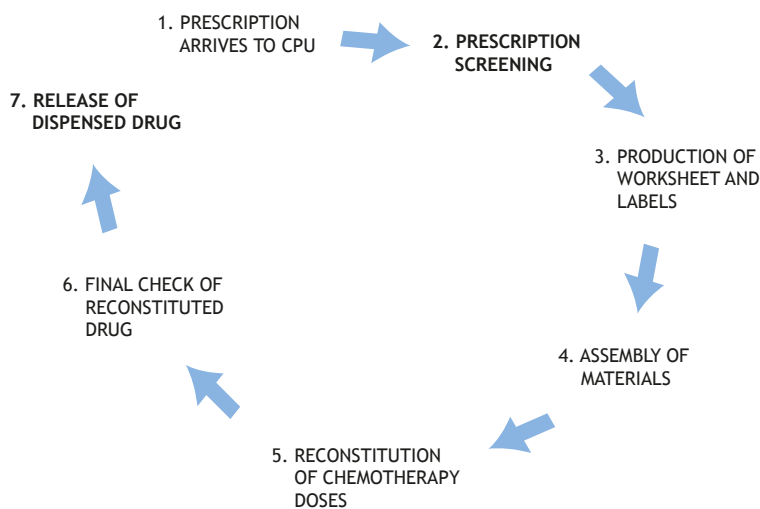 1. PRESCRIPTION
ARRIVES TO CPU
2. PRESCRIPTION
SCREENING
3. PRODUCTION OF
WORKSHEET AND
LABELS
4. ASSEMBLY OF
MATERIALS
5. RECONSTITUTION
OF CHEMOTHERAPY
DOSES
6. FINAL CHECK OF
RECONSTITUTED
DRUG
7. RELEASE OF
DISPENSED DRUG